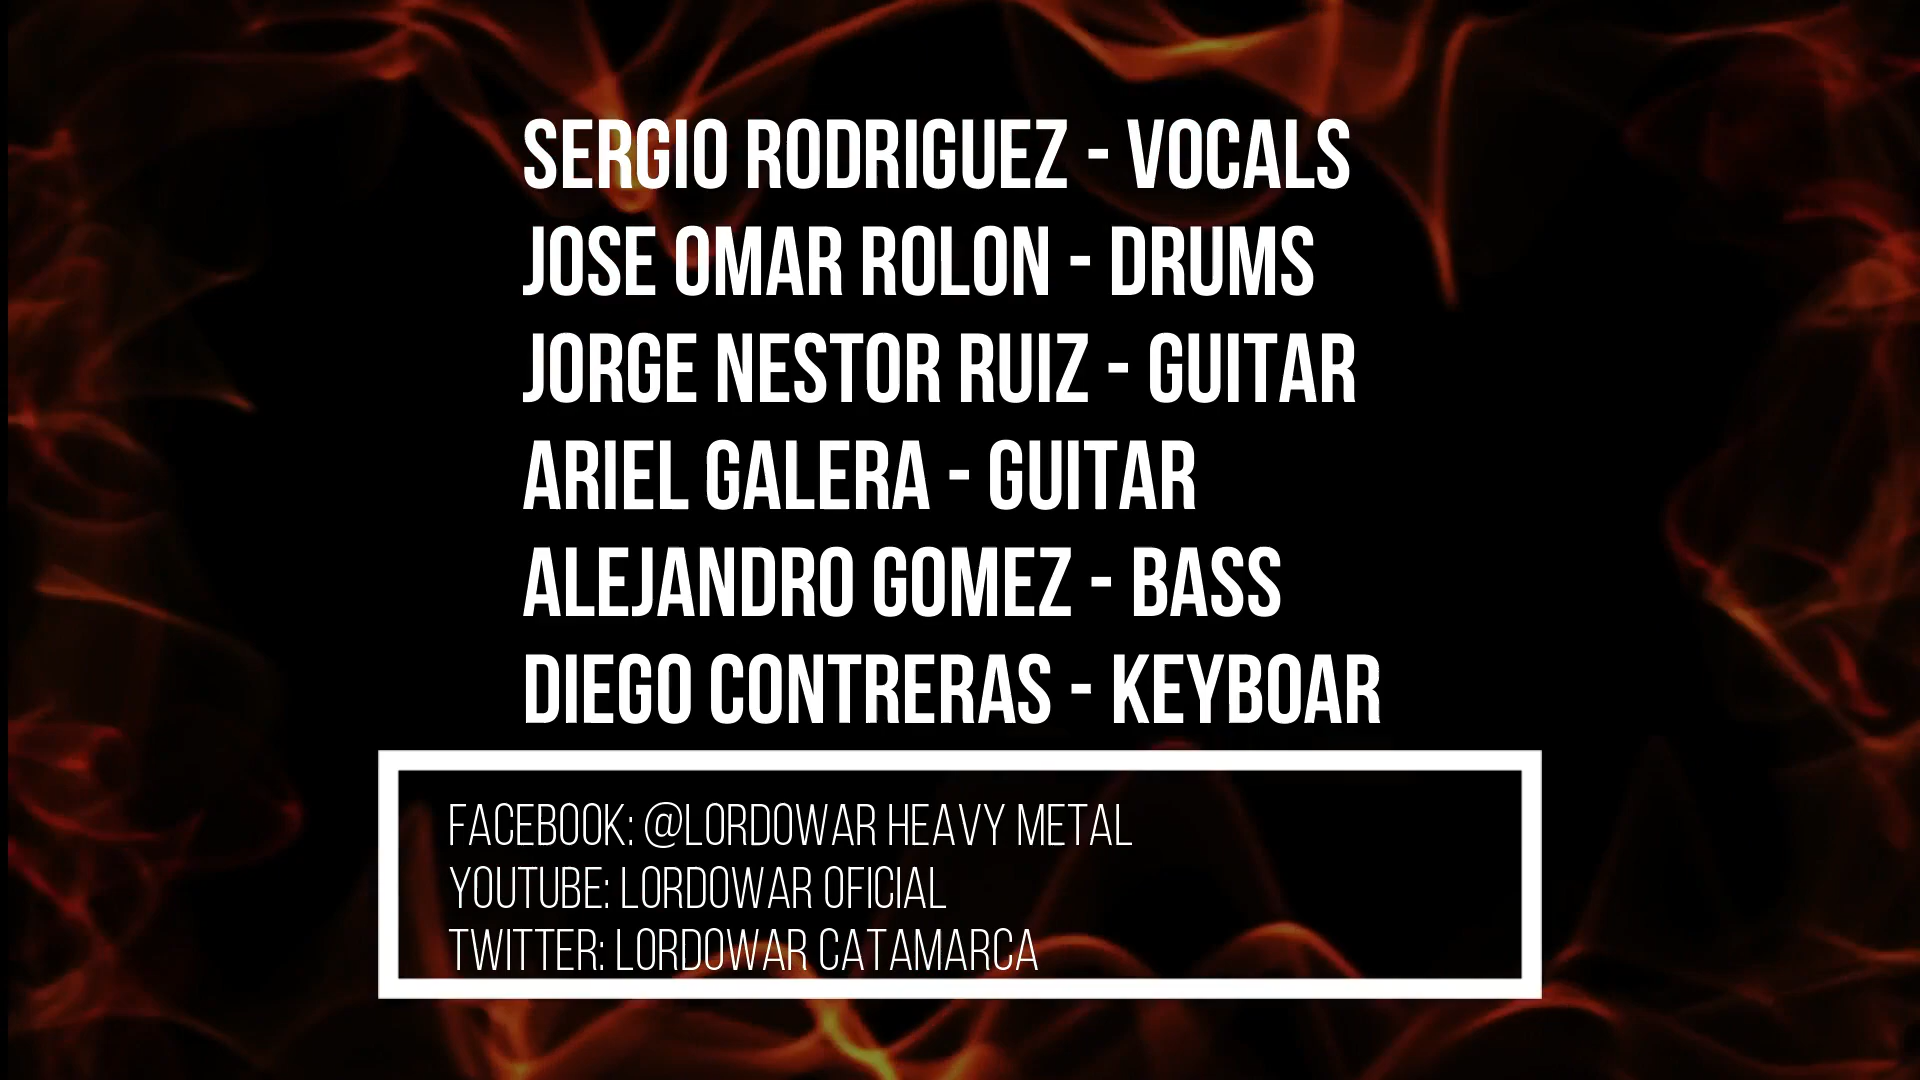 SERGIO RODRIGUEZ - VOCALS
JOSE OMAR ROLON - DRUMS
JORGE NESTOR RUIZ - GUITAR
ARIEL GALERA - GUITAR
ALEJANDRO GOMEZ - BASS
DIEGO CONTRERAS - KEYBOAR
FACEBOOK: @LORDOWAR HEAVY METAL
YOUTUBE: LORDOWAR OFICIAL
TWITTER: LORDOWAR CATAMARCA